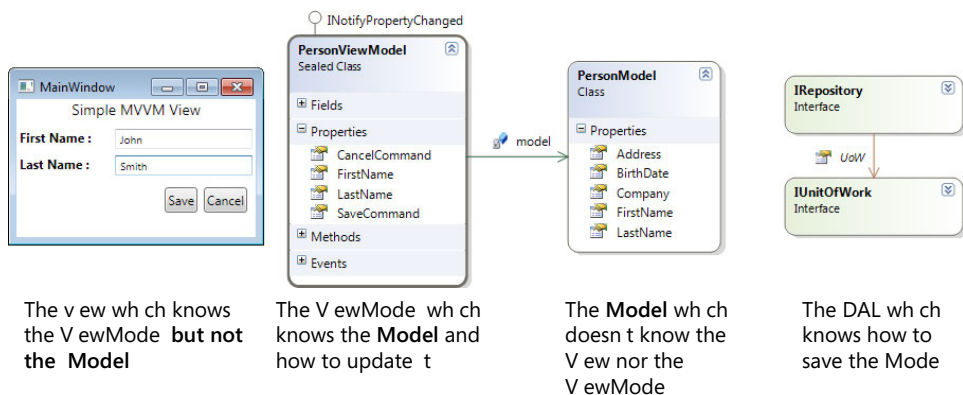 INotifyPropertyChanged
MainWindow
Simple MVVM View
First Name :
John
Last Name :
Smith
Save
Cancel
PersonViewModel
Sealed Class
Fields
Properties
CancelCommand
FirstName
LastName
SaveCommand
Methods
Events
model
PersonModel
Class
Properties
Address
BirthDate
Company
FirstName
LastName
IRepository
Interface
UoW
IUnitOfWork
Interface
The v ew wh ch knows
the V ewMode but not
the Model
The V ewMode wh ch
knows the Model and
how to update t
The Model wh ch
doesn t know the
V ew nor the
V ewMode
The DAL wh ch
knows how to
save the Mode